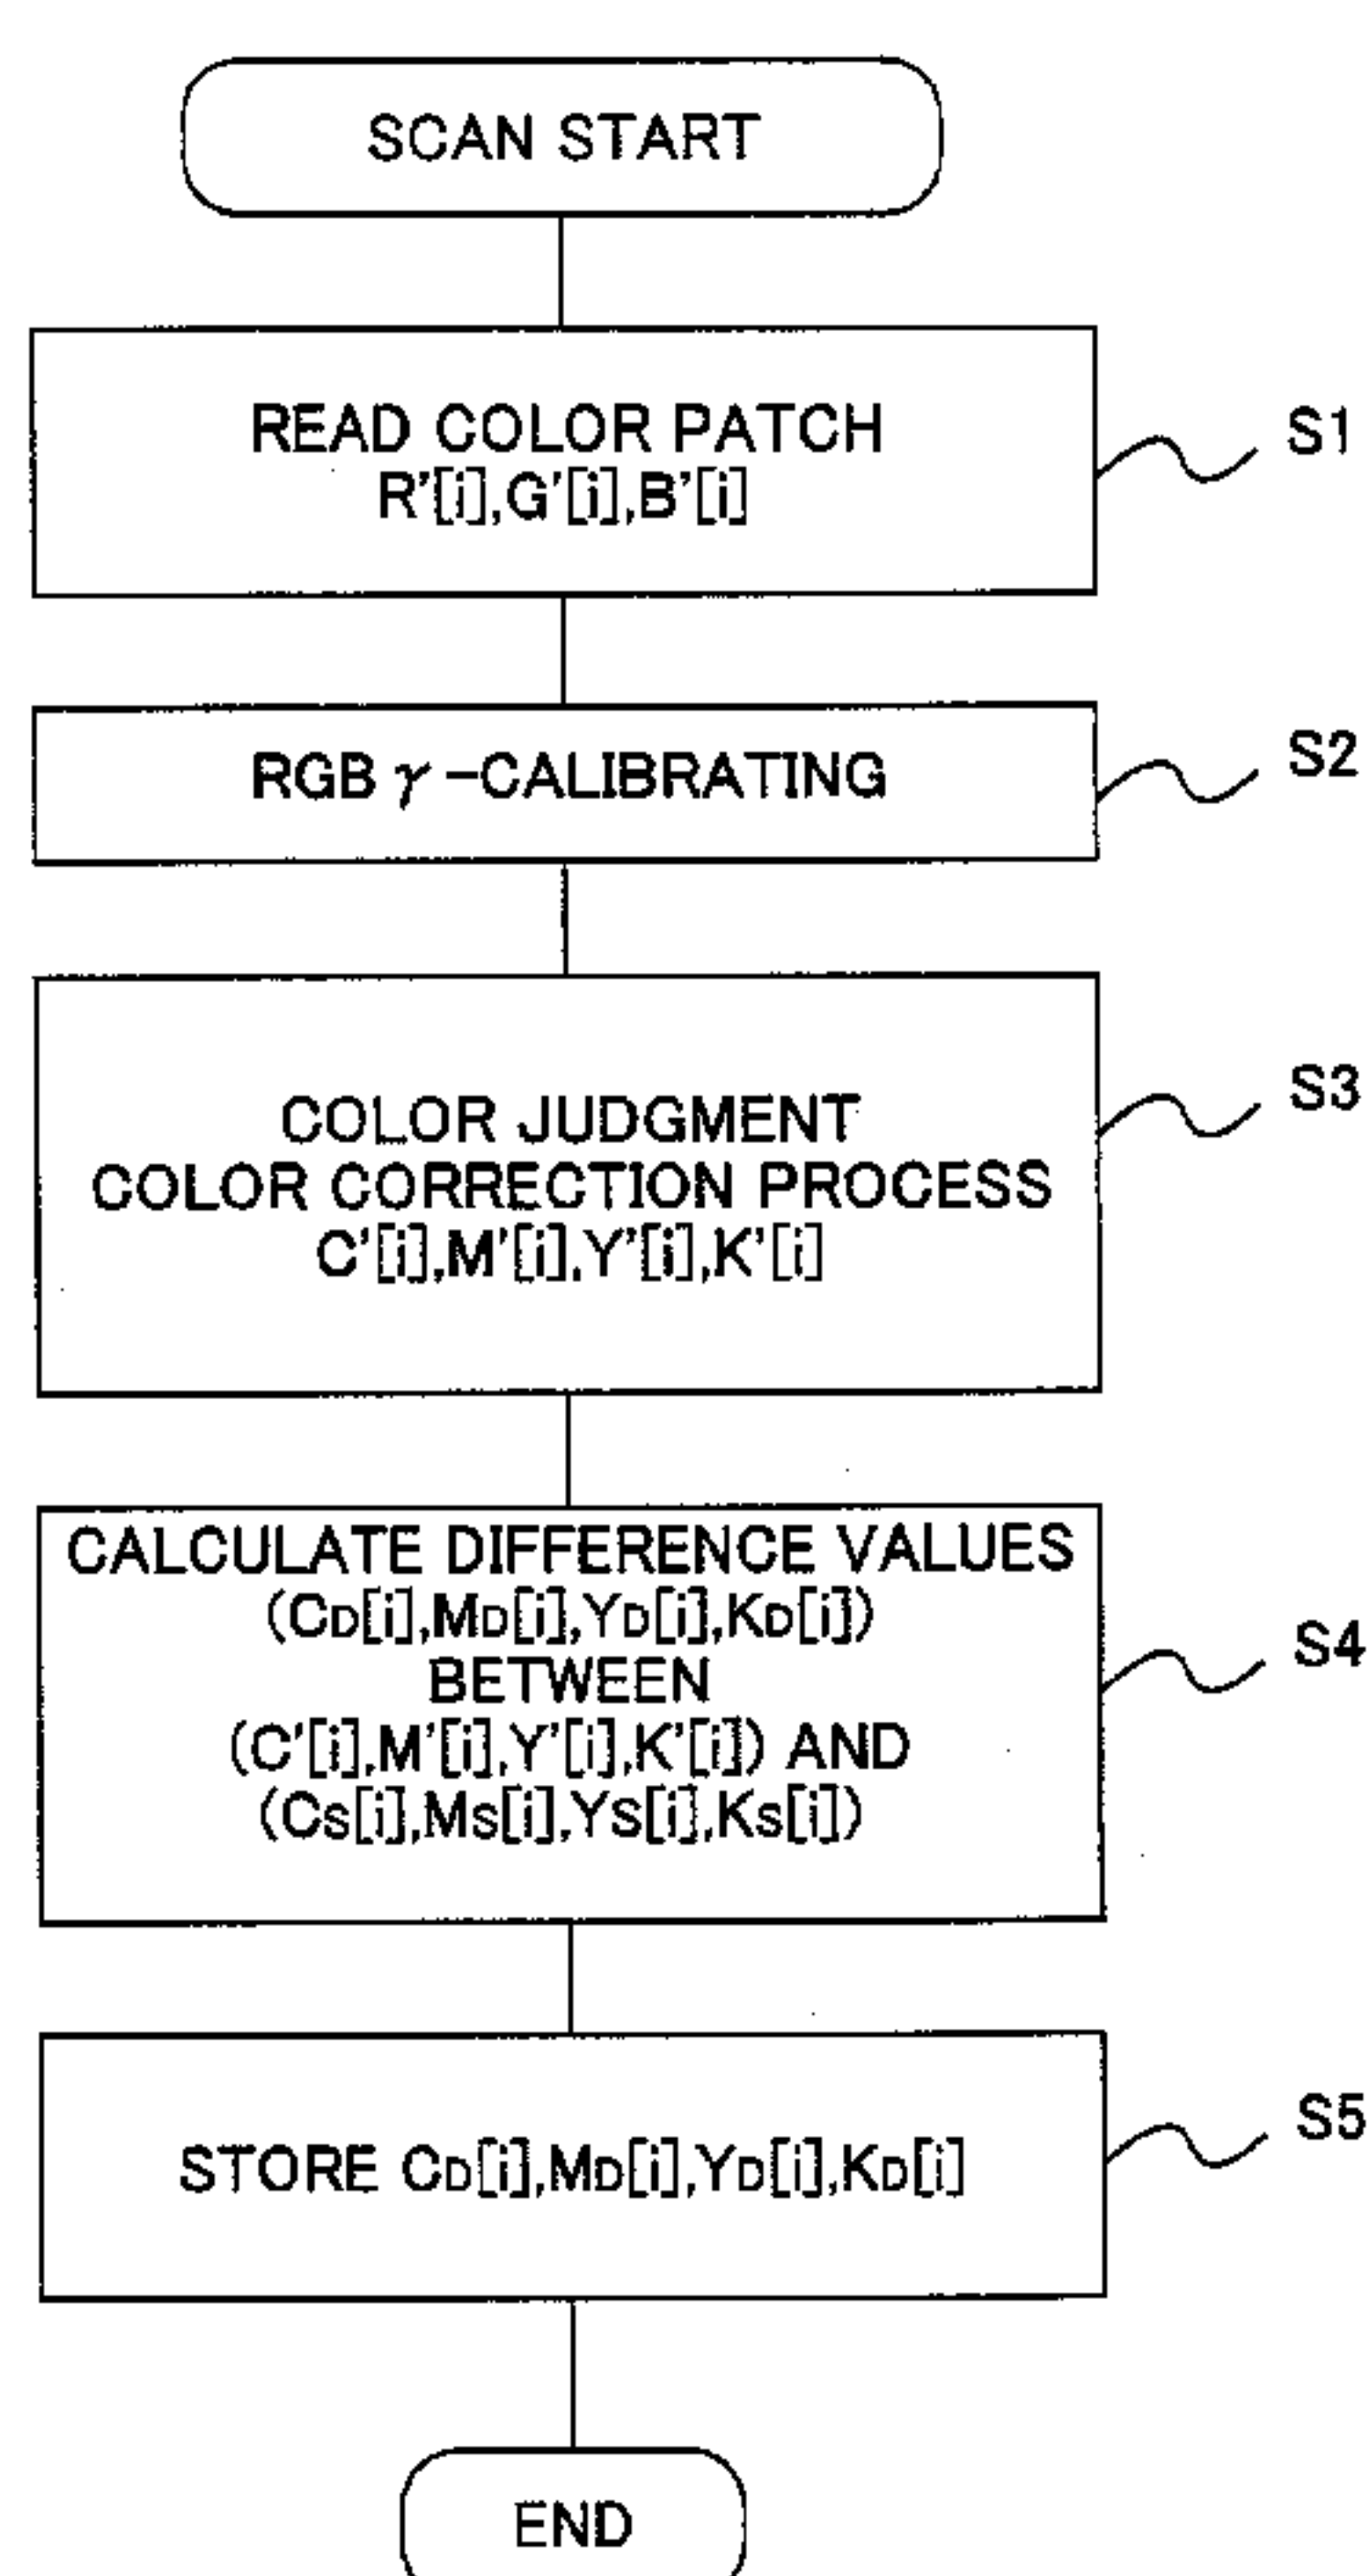 SCAN START
READ COLOR PATCH
R'[i],G'[i],B'[i]
S1
RGB γ-CALIBRATING
S2
COLOR JUDGMENT
COLOR CORRECTION PROCESS
C'[i],M'[i],Y'[i],K'[i]
S3
CALCULATE DIFFERENCE VALUES
(CD[i],MD[i],YD[i],KD[i])
BETWEEN
(C'[i],M'[i],Y'[i],K'[i]) AND
(CS[i],MS[i],YS[i],KS[i])
S4
STORE CD[i],MD[i],YD[i],KD[i]
S5
END